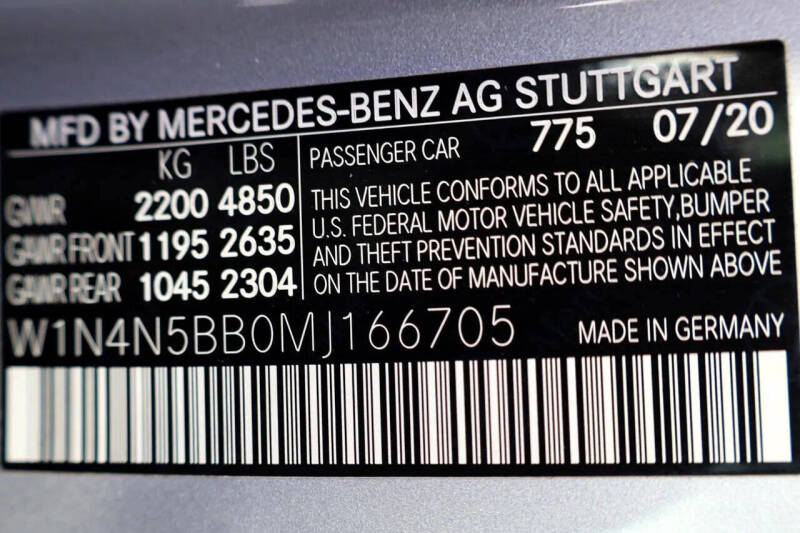 MFD BY MERCEDES-BENZ AG STUTTGART
KG LBS
GVWR 2200 4850
GAWR FRONT 1195 2635
GAWR REAR 1045 2304
PASSENGER CAR 775 07/20
THIS VEHICLE CONFORMS TO ALL APPLICABLE
U.S. FEDERAL MOTOR VEHICLE SAFETY,BUMPER
AND THEFT PREVENTION STANDARDS IN EFFECT
ON THE DATE OF MANUFACTURE SHOWN ABOVE
W1N4N5BB0MJ166705 MADE IN GERMANY